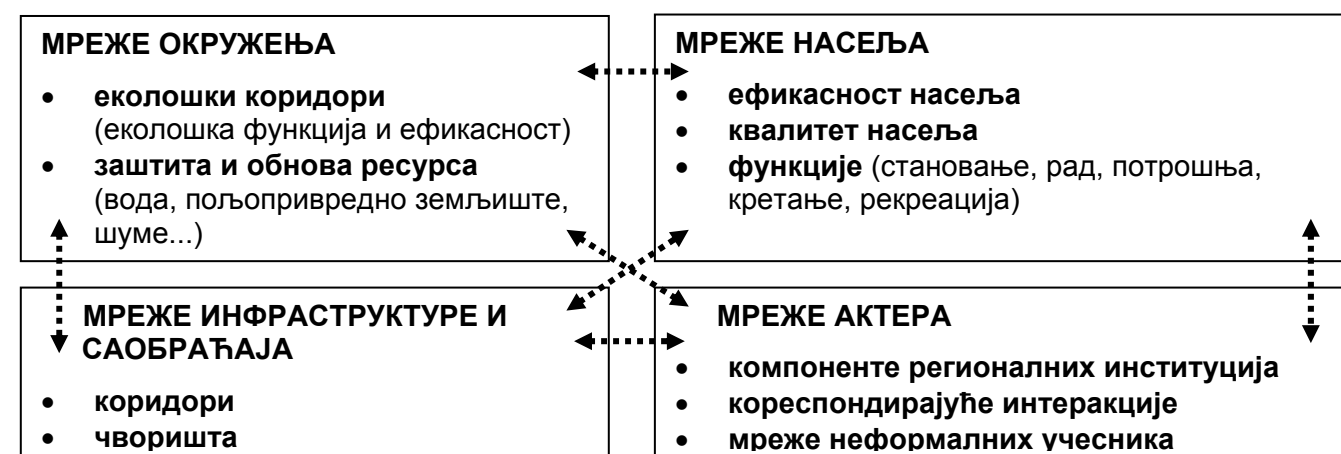 МРЕЖЕ ОКРУЖЕЊА
• еколошки коридори
(еколошка функција и ефикасност)
• заштита и обнова ресурса
(вода, пољопривредно земљиште,
шуме...)
МРЕЖЕ НАСЕЉА
• ефикасност насеља
• квалитет насеља
• функције (становање, рад, потрошња,
кретање, рекреација)
МРЕЖЕ ИНФРАСТРУКТУРЕ И
САОБРАЋАЈА
• коридори
• чворишта
МРЕЖЕ АКТЕРА
• компоненте регионалних институција
• кореспондирајуће интеракције
• мреже неформалних учесника